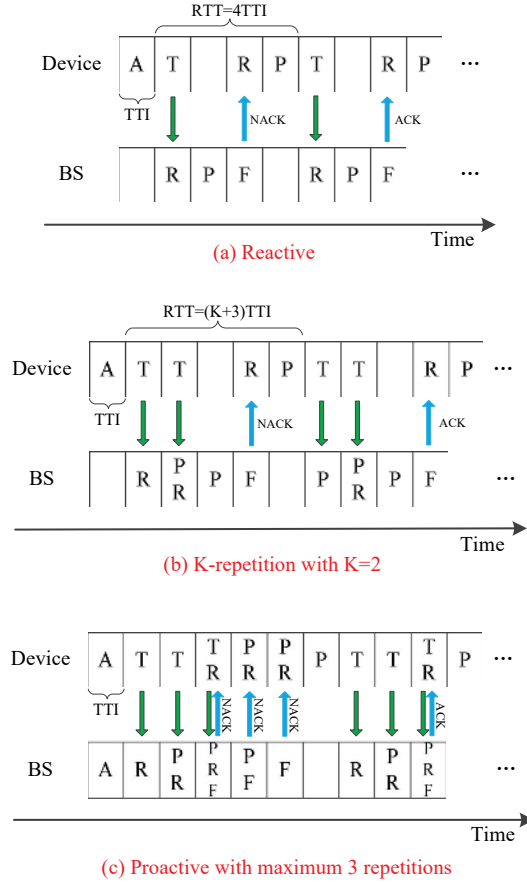 RTT=4TTI
Device A T R P T R P ...
TTI NACK ACK
BS R P F R P F ...
Time
(a) Reactive
RTT=(K+3)TTI
Device A T T R P T T R P ...
TTI NACK ACK
P P
BS R P F P P F ...
R R
Time
(b) K-repetition with K=2
T P P T
Device A T T P T T P ...
R R R R
TTI NACK NACK NACK ACK
P P P P P
BS A R R F R R ...
R F R
F F
Time
(c) Proactive with maximum 3 repetitions